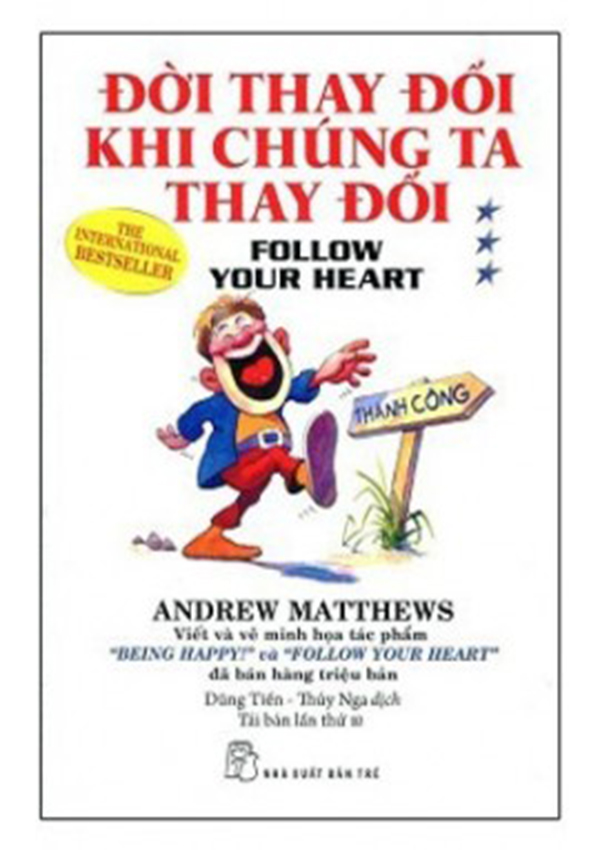 ĐỜI THAY ĐỔI
KHI CHÚNG TA
THAY ĐỔI
THE
INTERNATIONAL
BESTSELLER
FOLLOW
YOUR HEART
THÀNH CÔNG
ANDREW MATTHEWS
Viết và vẽ minh họa tác phẩm
"BEING HAPPY!" và "FOLLOW YOUR HEART"
đã bán hàng triệu bản
Dũng Tiến - Thúy Nga dịch
Tái bản lần thứ 10
NHÀ XUẤT BẢN TRẺ